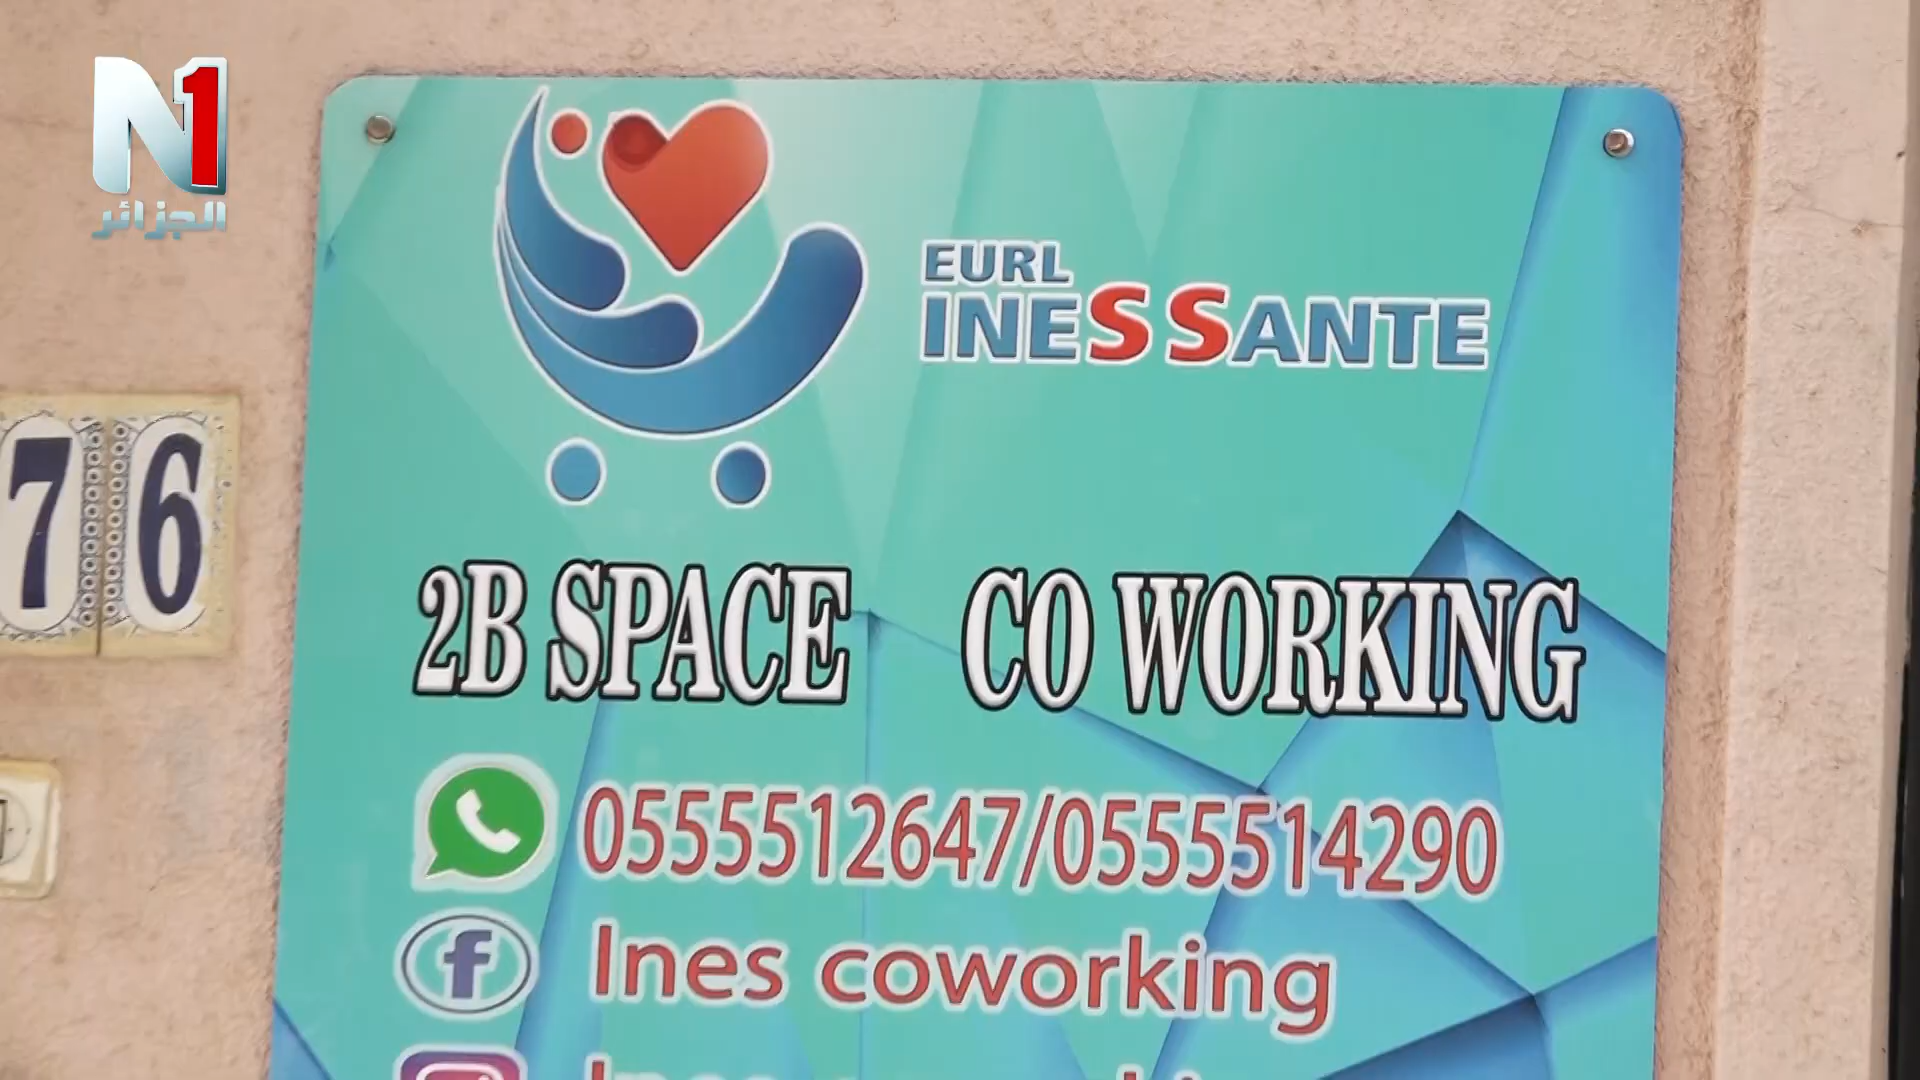 N1
الجزائر
EURL
INESSANTE
76
2B SPACE CO WORKING
0555512647/0555514290
Ines coworking